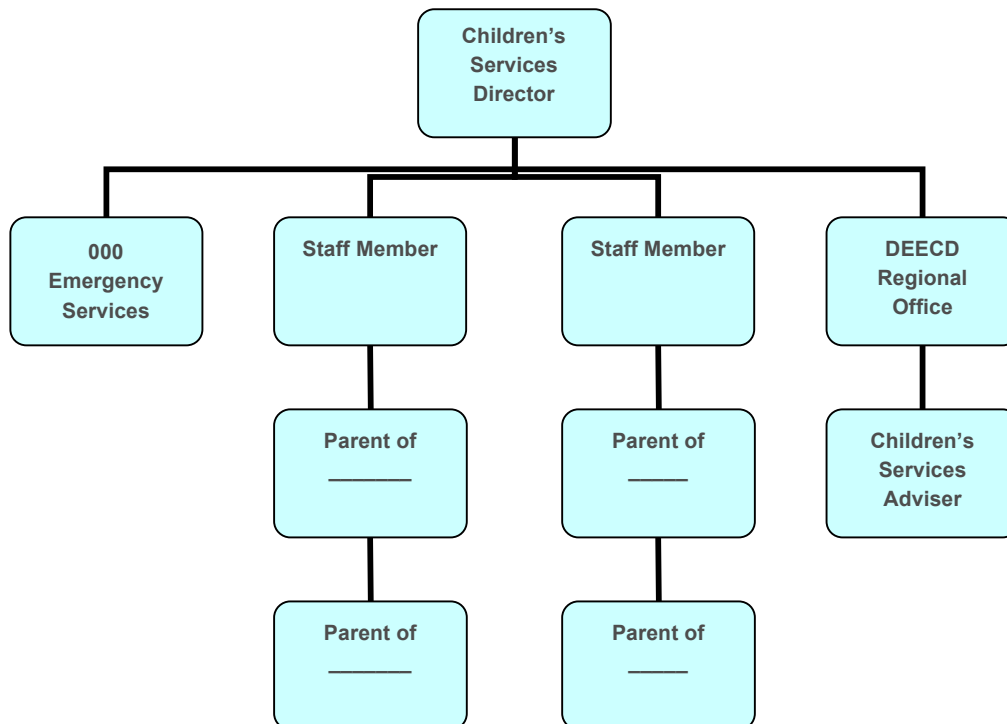 Children’s
Services
Director
000
Emergency
Services
Staff Member
Staff Member
DEECD
Regional
Office
Parent of
_______
Parent of
_____
Children’s
Services
Adviser
Parent of
_______
Parent of
_____